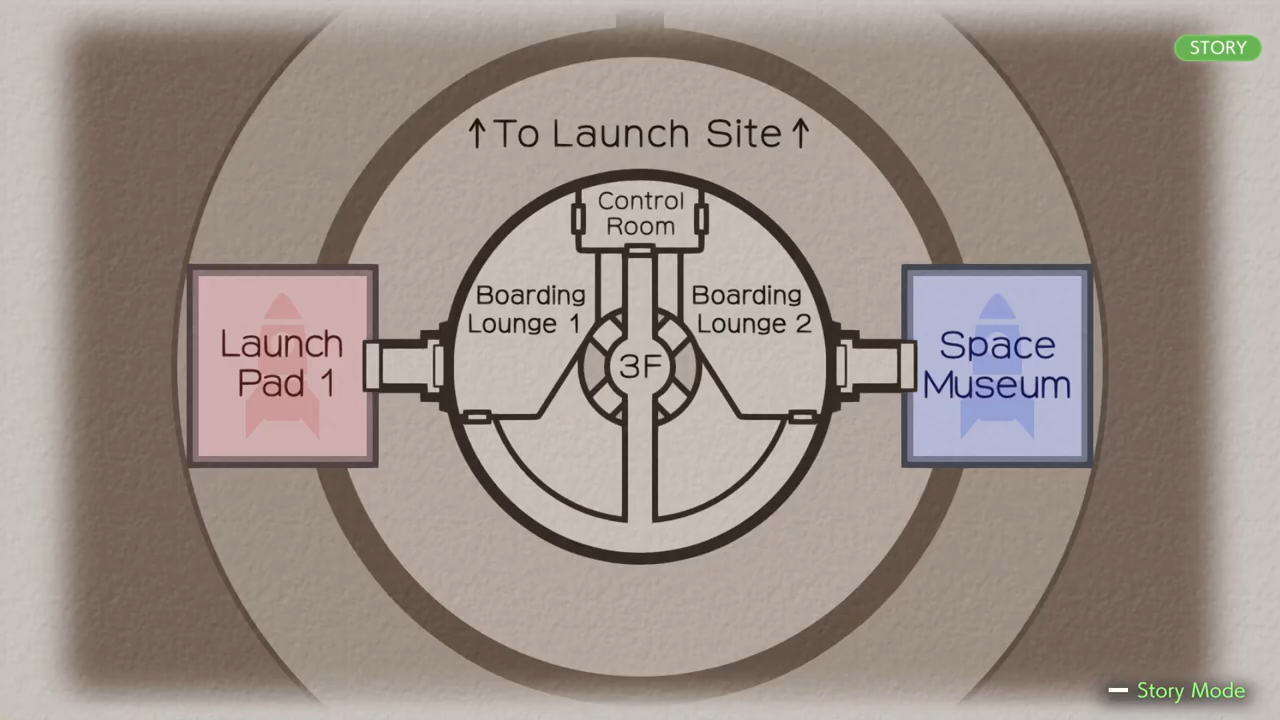 STORY
↑To Launch Site↑
Control
Room
Boarding
Lounge 1
Boarding
Lounge 2
3F
Launch
Pad 1
Space
Museum
Story Mode